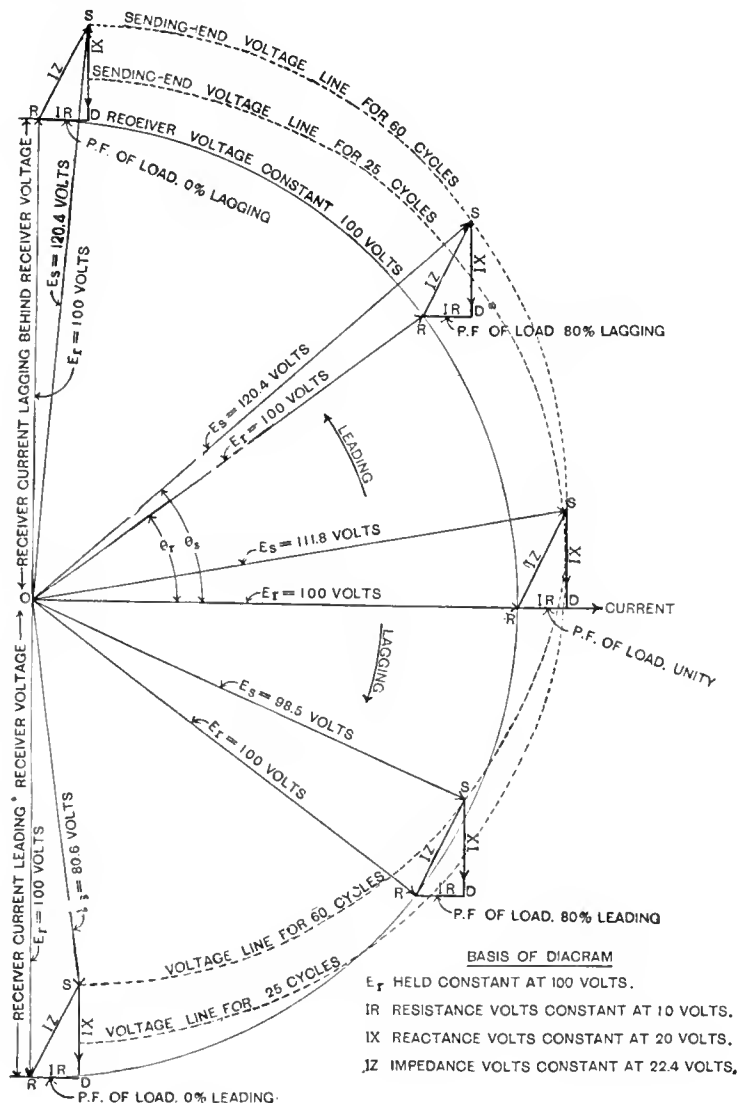 S
SENDING-END VOLTAGE LINE FOR 60 CYCLES
IX
IZ
SENDING-END VOLTAGE LINE FOR 25 CYCLES
R
IR
D
RECEIVER VOLTAGE CONSTANT 100 VOLTS
P.F. OF LOAD. 0% LAGGING
RECEIVER CURRENT LAGGING BEHIND RECEIVER VOLTAGE
Es = 120.4 VOLTS
Er = 100 VOLTS
S
IX
IZ
IR
D
R
P.F OF LOAD 80% LAGGING
Es = 120.4 VOLTS
Er = 100 VOLTS
LEADING
θr
θs
S
Es = 111.8 VOLTS
IZ
IX
O
Er = 100 VOLTS
IR
D
CURRENT
R
P.F. OF LOAD, UNITY
LAGGING
Es = 98.5 VOLTS
Er = 100 VOLTS
S
IZ
IX
R
IR
D
P.F OF LOAD. 80% LEADING
RECEIVER CURRENT LEADING RECEIVER VOLTAGE
Er = 100 VOLTS
s = 80.6 VOLTS
VOLTAGE LINE FOR 60 CYCLES
S
VOLTAGE LINE FOR 25 CYCLES
IZ
IX
R
IR
D
P.F. OF LOAD. 0% LEADING.
BASIS OF DIAGRAM
Er HELD CONSTANT AT 100 VOLTS.
IR RESISTANCE VOLTS CONSTANT AT 10 VOLTS.
IX REACTANCE VOLTS CONSTANT AT 20 VOLTS.
IZ IMPEDANCE VOLTS CONSTANT AT 22.4 VOLTS.